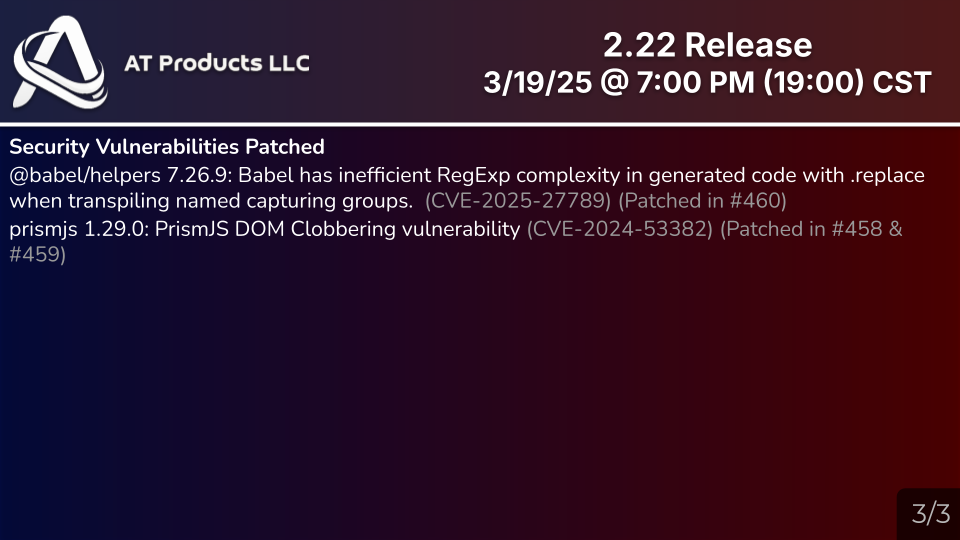 AT Products LLC
2.22 Release
3/19/25 @ 7:00 PM (19:00) CST
Security Vulnerabilities Patched
@babel/helpers 7.26.9: Babel has inefficient RegExp complexity in generated code with .replace
when transpiling named capturing groups.  (CVE-2025-27789) (Patched in #460)
prismjs 1.29.0: PrismJS DOM Clobbering vulnerability (CVE-2024-53382) (Patched in #458 &
#459)
3/3